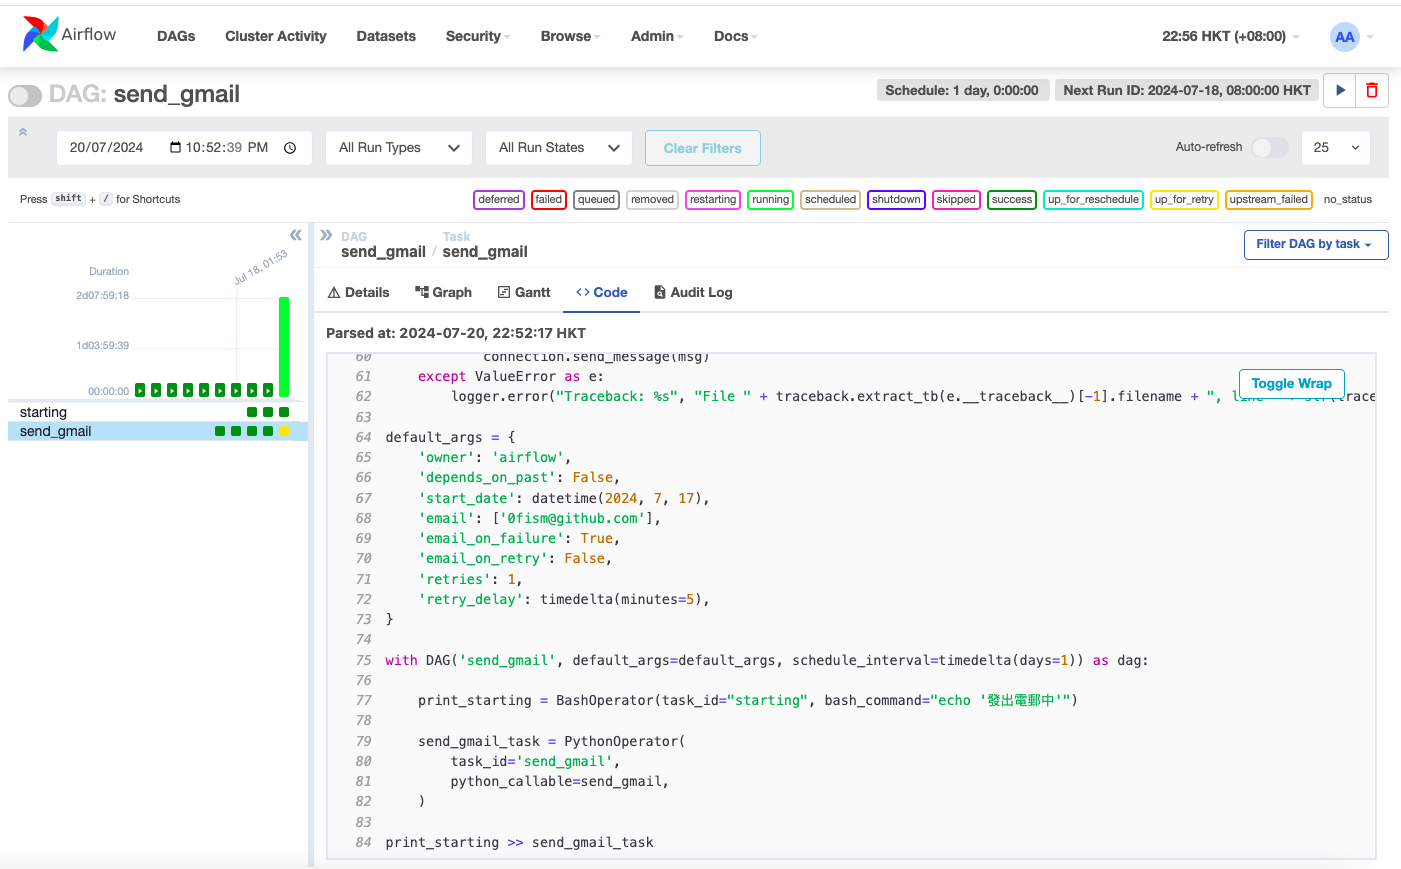 Airflow DAGs Cluster Activity Datasets Security Browse Admin Docs 22:56 HKT (+08:00) AA
DAG: send_gmail Schedule: 1 day, 0:00:00 Next Run ID: 2024-07-18, 08:00:00 HKT
20/07/2024 10:52:39 PM All Run Types All Run States Clear Filters Auto-refresh 25
Press shift + / for Shortcuts deferred failed queued removed restarting running scheduled shutdown skipped success up_for_reschedule up_for_retry upstream_failed no_status
Jul 18, 01:53
Duration
2d07:59:18
1d03:59:39
00:00:00
starting
send_gmail
DAG Task
send_gmail / send_gmail Filter DAG by task
Details Graph Gantt Code Audit Log
Parsed at: 2024-07-20, 22:52:17 HKT
Toggle Wrap
60 connection.send_message(msg)
61 except ValueError as e:
62 logger.error("Traceback: %s", "File " + traceback.extract_tb(e.__traceback__)[-1].filename + ", line
63
64 default_args = {
65 'owner': 'airflow',
66 'depends_on_past': False,
67 'start_date': datetime(2024, 7, 17),
68 'email': ['0fism@github.com'],
69 'email_on_failure': True,
70 'email_on_retry': False,
71 'retries': 1,
72 'retry_delay': timedelta(minutes=5),
73 }
74
75 with DAG('send_gmail', default_args=default_args, schedule_interval=timedelta(days=1)) as dag:
76
77 print_starting = BashOperator(task_id="starting", bash_command="echo '發出電郵中'")
78
79 send_gmail_task = PythonOperator(
80 task_id='send_gmail',
81 python_callable=send_gmail,
82 )
83
84 print_starting >> send_gmail_task